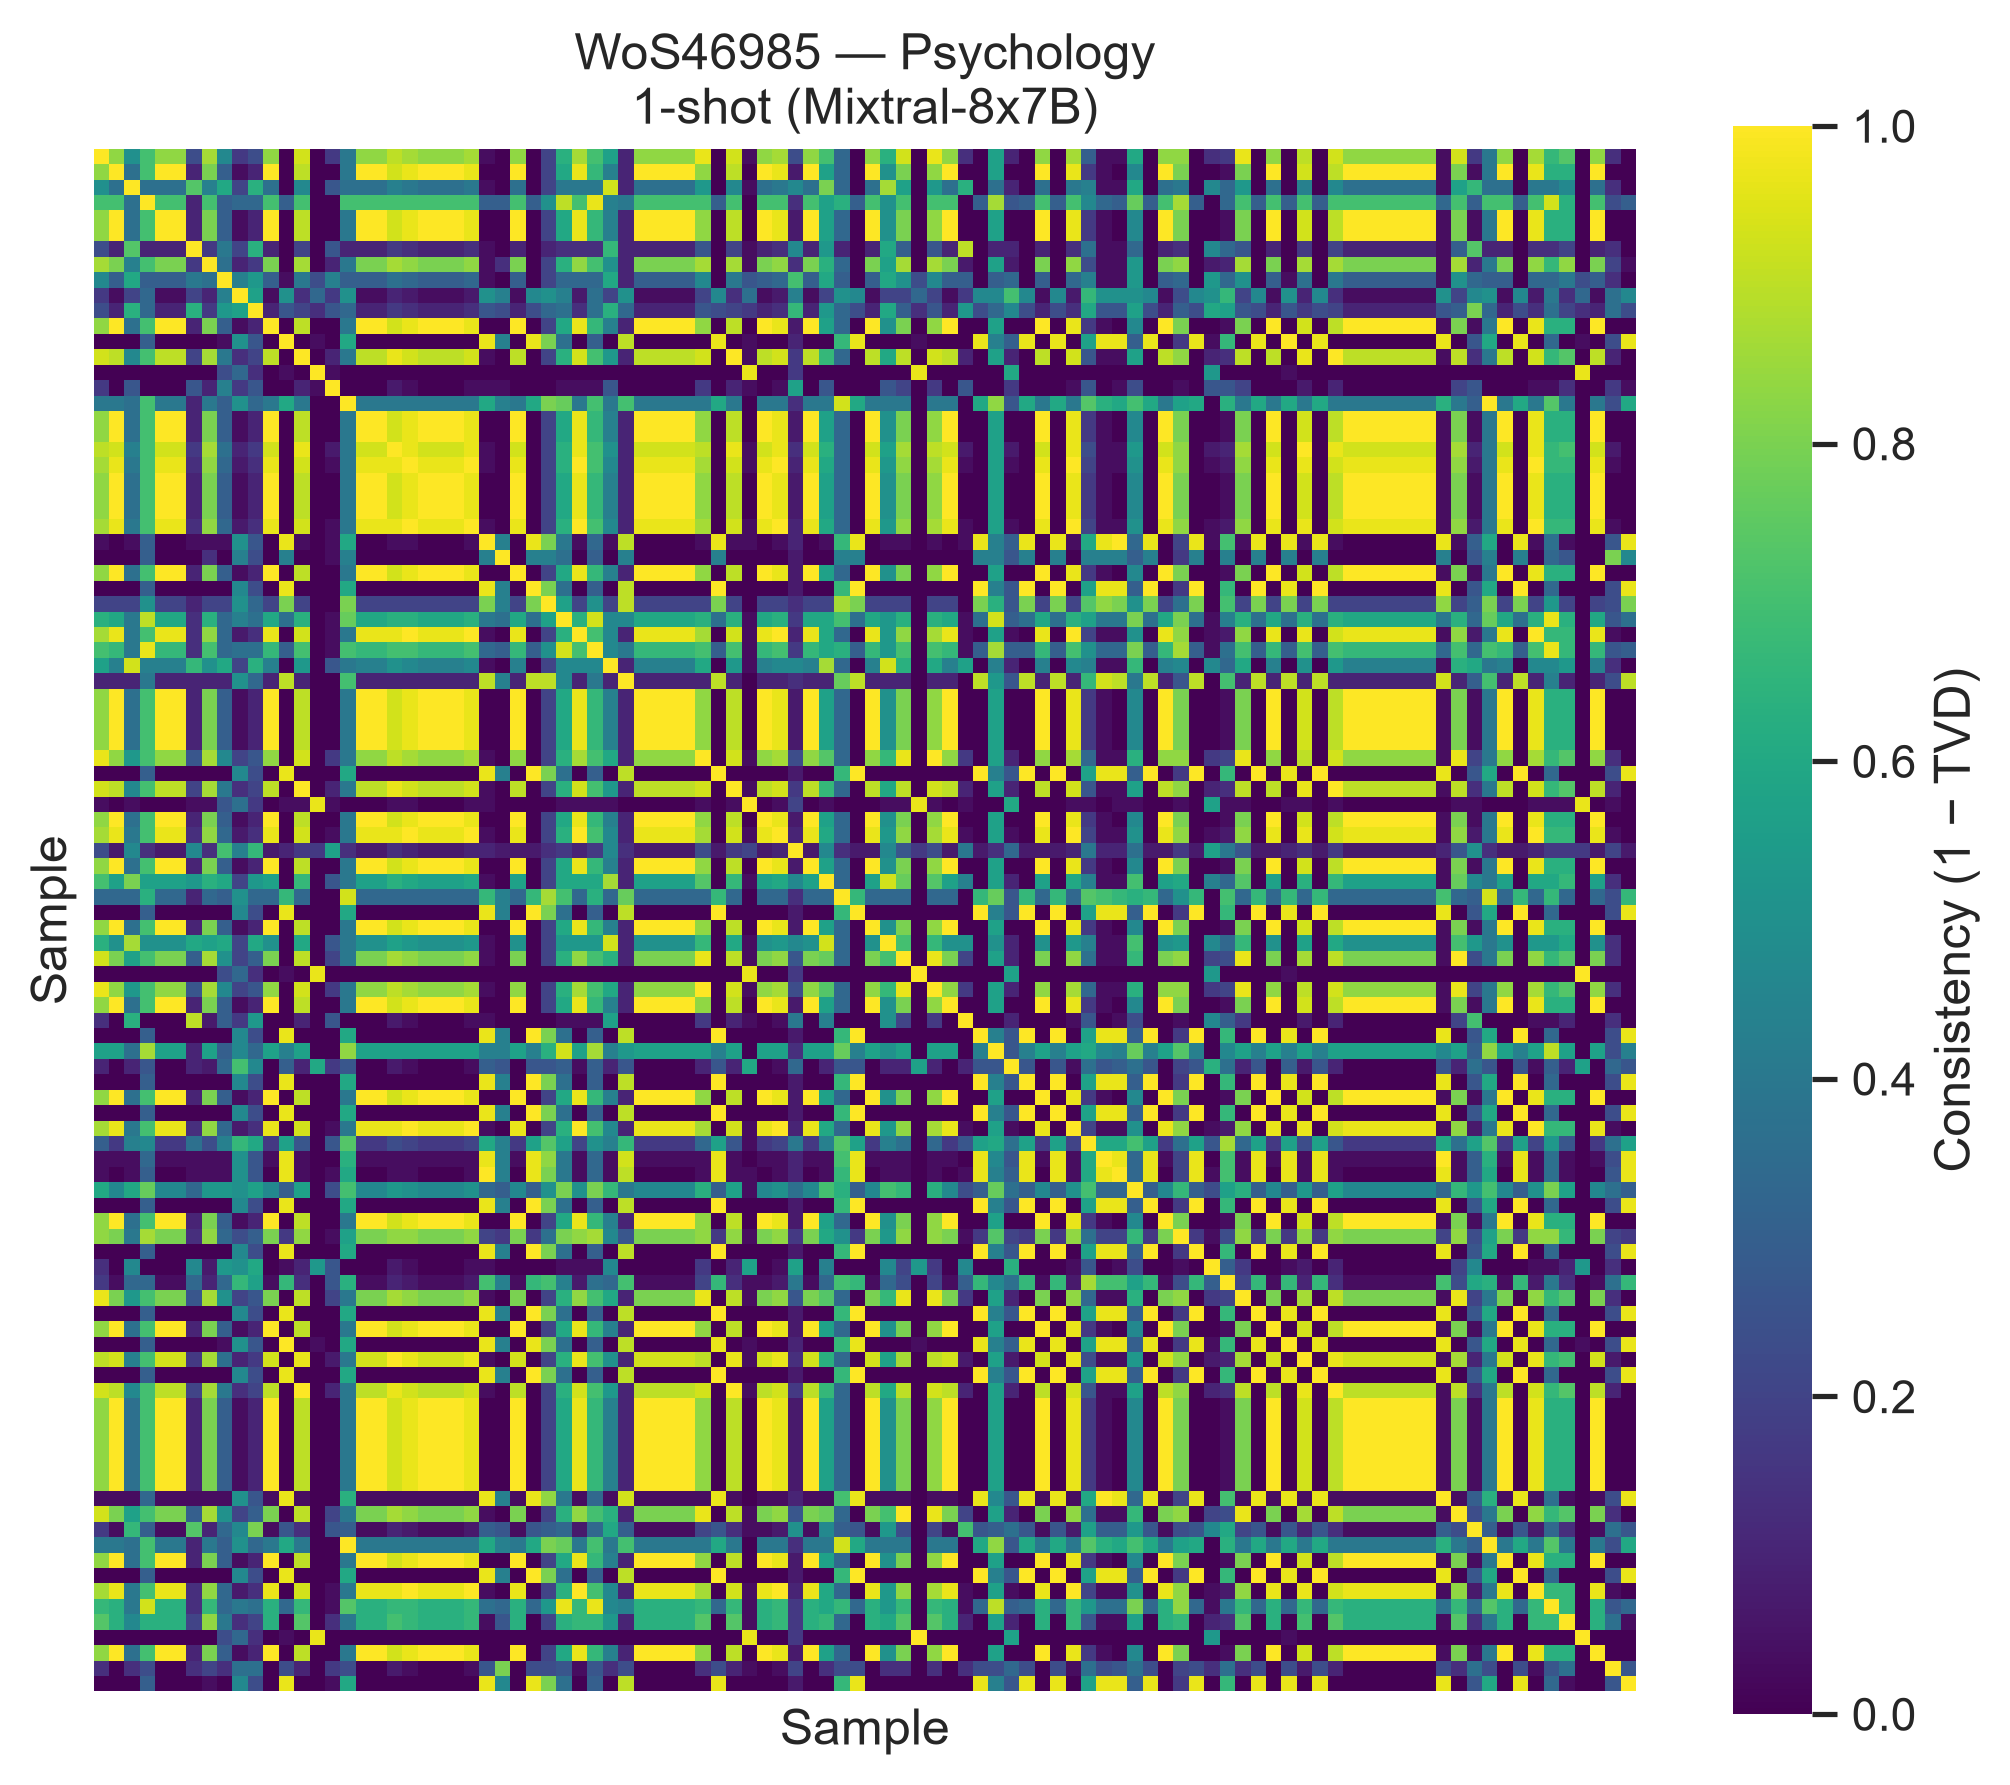 WoS46985 — Psychology
1-shot (Mixtral-8x7B)
Sample
Sample
1.0
0.8
0.6
0.4
0.2
0.0
Consistency (1 − TVD)